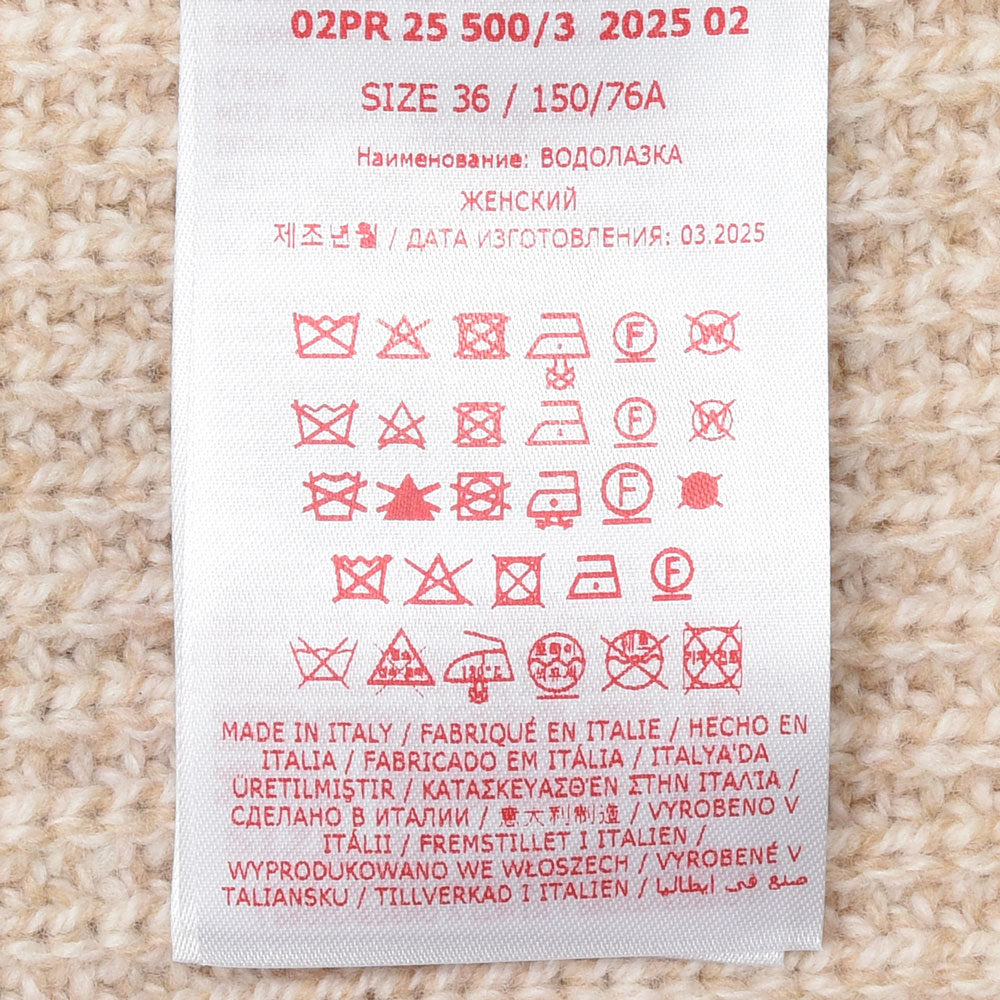 02PR 25 500/3 2025 02
SIZE 36 / 150/76A
Наименование: ВОДОЛАЗКА
ЖЕНСКИЙ
제조년월 / ДАТА ИЗГОТОВЛЕНИЯ: 03.2025
F W
F W
F
F
MADE IN ITALY / FABRIQUÉ EN ITALIE / HECHO EN
ITALIA / FABRICADO EM ITÁLIA / ITALYA'DA
ÜRETILMIŞTIR / ΚΑΤΑΣΚΕΥΑΣΘ'ΕΝ ΣΤΗΝ ΙΤΑΛΙΑ /
СДЕЛАНО В ИТАЛИИ / 意大利制造 / VYROBENO V
ITÁLII / FREMSTILLET I ITALIEN /
WYPRODUKOWANO WE WŁOSZECH / VYROBENÉ V
TALIANSKU / TILLVERKAD I ITALIEN / صنع في ايطاليا